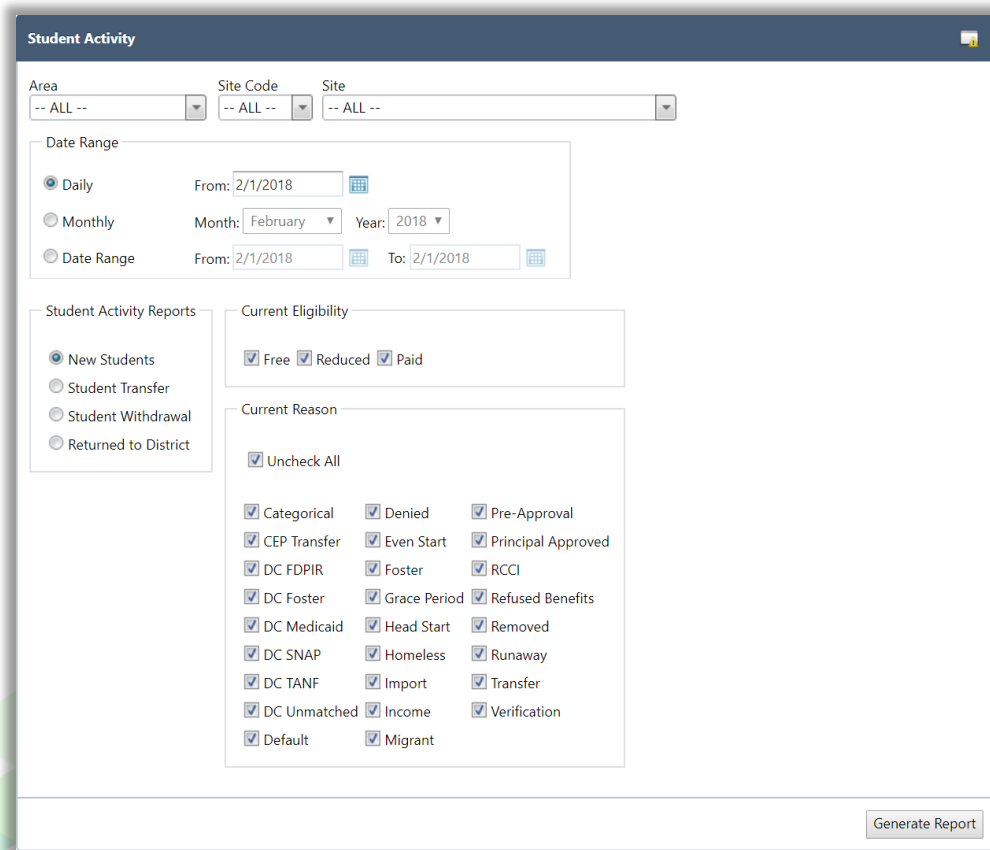 Student Activity
Area Site Code Site
-- ALL -- -- ALL -- -- ALL --
Date Range
Daily From: 2/1/2018
Monthly Month: February Year: 2018
Date Range From: 2/1/2018 To: 2/1/2018
Student Activity Reports
New Students
Student Transfer
Student Withdrawal
Returned to District
Current Eligibility
Free Reduced Paid
Current Reason
Uncheck All
Categorical Denied Pre-Approval
CEP Transfer Even Start Principal Approved
DC FDPIR Foster RCCI
DC Foster Grace Period Refused Benefits
DC Medicaid Head Start Removed
DC SNAP Homeless Runaway
DC TANF Import Transfer
DC Unmatched Income Verification
Default Migrant
Generate Report